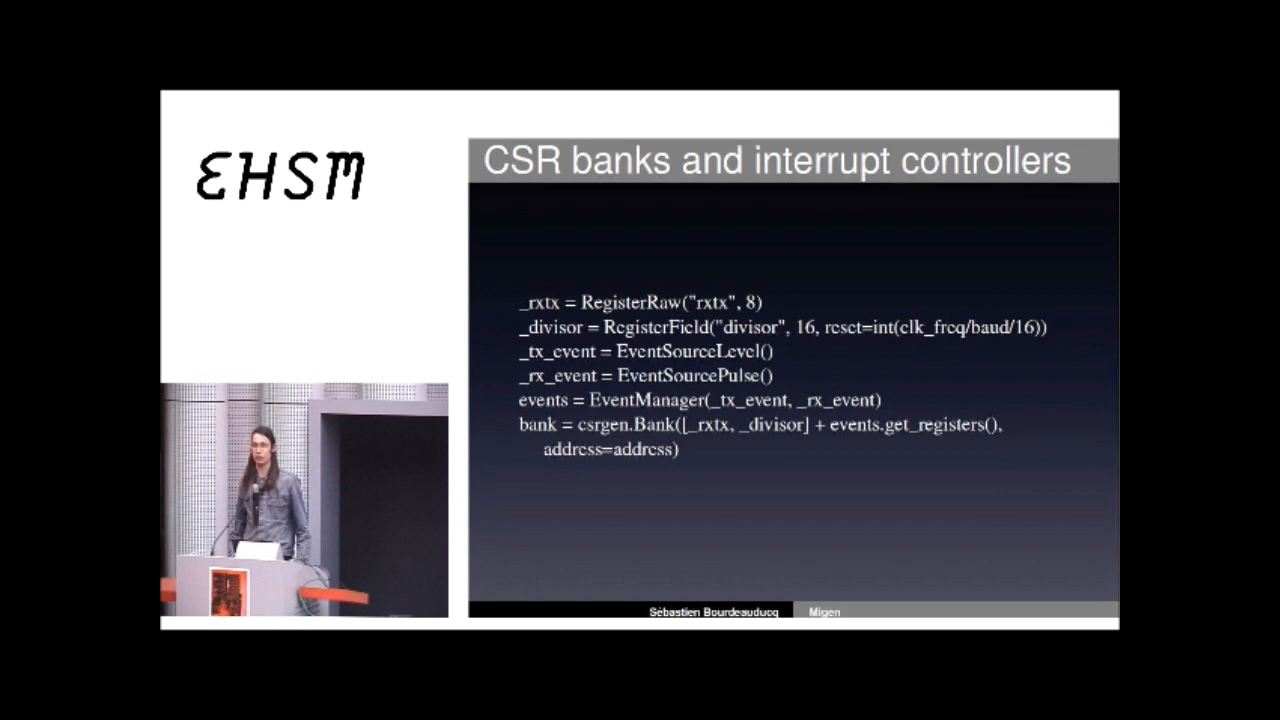 EHSM
CSR banks and interrupt controllers
_rxtx = RegisterRaw("rxtx", 8)
_divisor = RegisterField("divisor", 16, reset=int(clk_freq/baud/16))
_tx_event = EventSourceLevel()
_rx_event = EventSourcePulse()
events = EventManager(_tx_event, _rx_event)
bank = csrgen.Bank([_rxtx, _divisor] + events.get_registers(),
address=address)
Sébastien Bourdeauducq
Migen